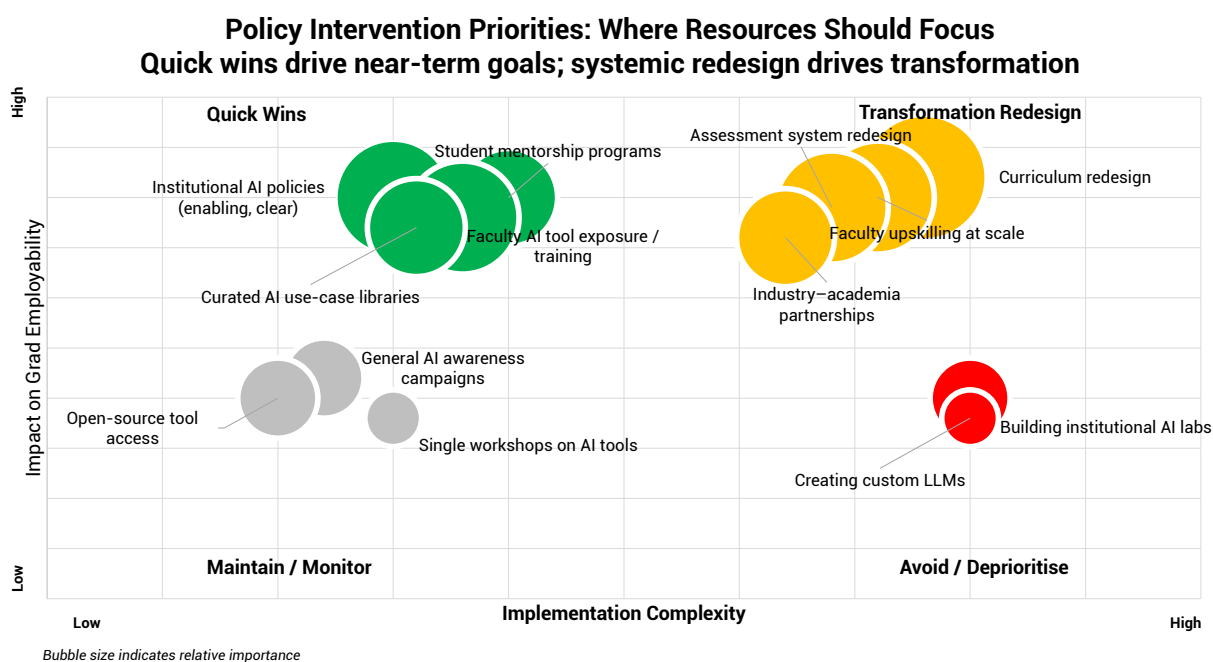 Policy Intervention Priorities: Where Resources Should Focus
Quick wins drive near-term goals; systemic redesign drives transformation
High
Quick Wins
Transformation Redesign
Assessment system redesign
Student mentorship programs
Institutional AI policies
(enabling, clear)
Curriculum redesign
Faculty AI tool exposure /
training
Faculty upskilling at scale
Curated AI use-case libraries
Industry–academia
partnerships
Impact on Grad Employability
General AI awareness
campaigns
Open-source tool
access
Single workshops on AI tools
Building institutional AI labs
Creating custom LLMs
Maintain / Monitor
Avoid / Deprioritise
Low
Implementation Complexity
Low
High
Bubble size indicates relative importance